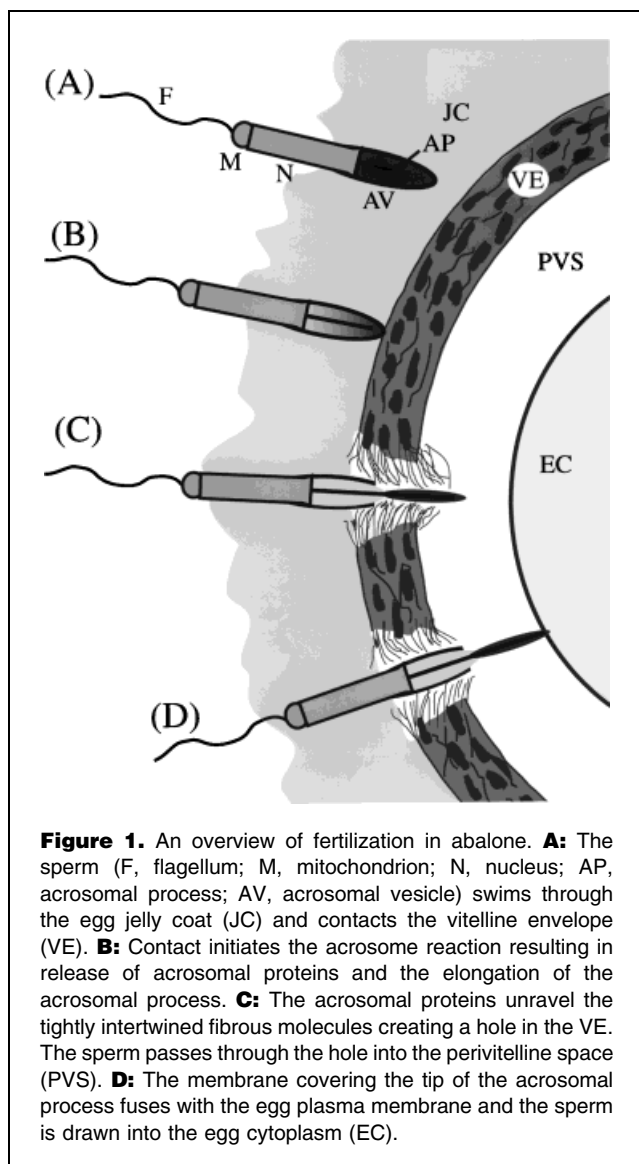 (A)
F
M
N
AV
AP
JC
VE
(B)
PVS
(C)
EC
(D)
Figure 1. An overview of fertilization in abalone. A: The
sperm (F, flagellum; M, mitochondrion; N, nucleus; AP,
acrosomal process; AV, acrosomal vesicle) swims through
the egg jelly coat (JC) and contacts the vitelline envelope
(VE). B: Contact initiates the acrosome reaction resulting in
release of acrosomal proteins and the elongation of the
acrosomal process. C: The acrosomal proteins unravel the
tightly intertwined fibrous molecules creating a hole in the VE.
The sperm passes through the hole into the perivitelline space
(PVS). D: The membrane covering the tip of the acrosomal
process fuses with the egg plasma membrane and the sperm
is drawn into the egg cytoplasm (EC).